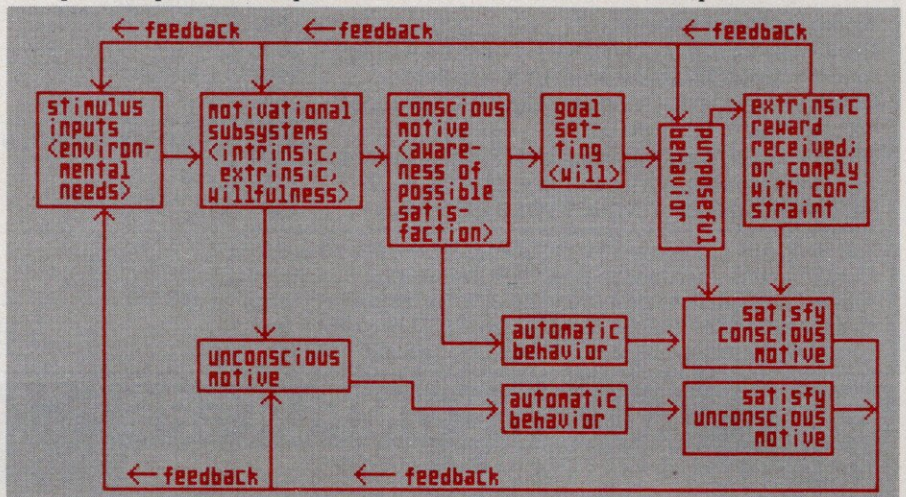 ← feedback
← feedback
← feedback
stimulus
inputs
<environ-
mental
needs>
motivational
subsystems
<intrinsic,
extrinsic,
willfulness>
conscious
motive
<aware-
ness of
possible
satis-
faction>
goal
set-
ting
<will>
purposeful
behavior
extrinsic
reward
received;
or comply
with con-
straint
unconscious
motive
automatic
behavior
satisfy
conscious
motive
automatic
behavior
satisfy
unconscious
motive
← feedback
← feedback